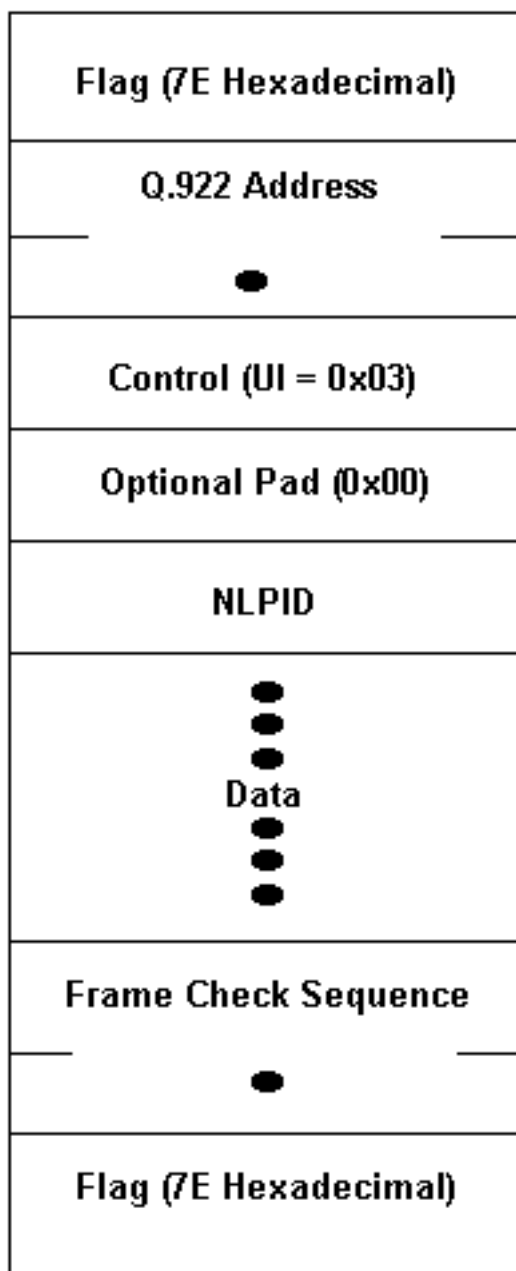 Flag (7E Hexadecimal)
Q.922 Address
Control (UI = 0x03)
Optional Pad (0x00)
NLPID
Data
Frame Check Sequence
Flag (7E Hexadecimal)